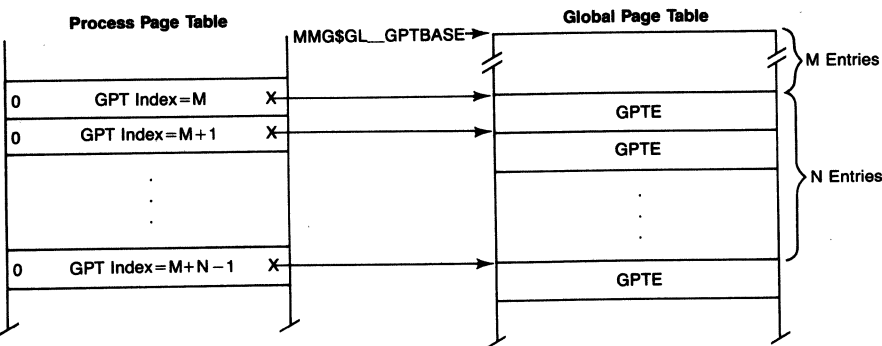 Process Page Table
Global Page Table
MMG$GL__GPTBASE
M Entries
0 GPT Index=M X
GPTE
0 GPT Index=M+1 X
GPTE
N Entries
0 GPT Index=M+N−1 X
GPTE